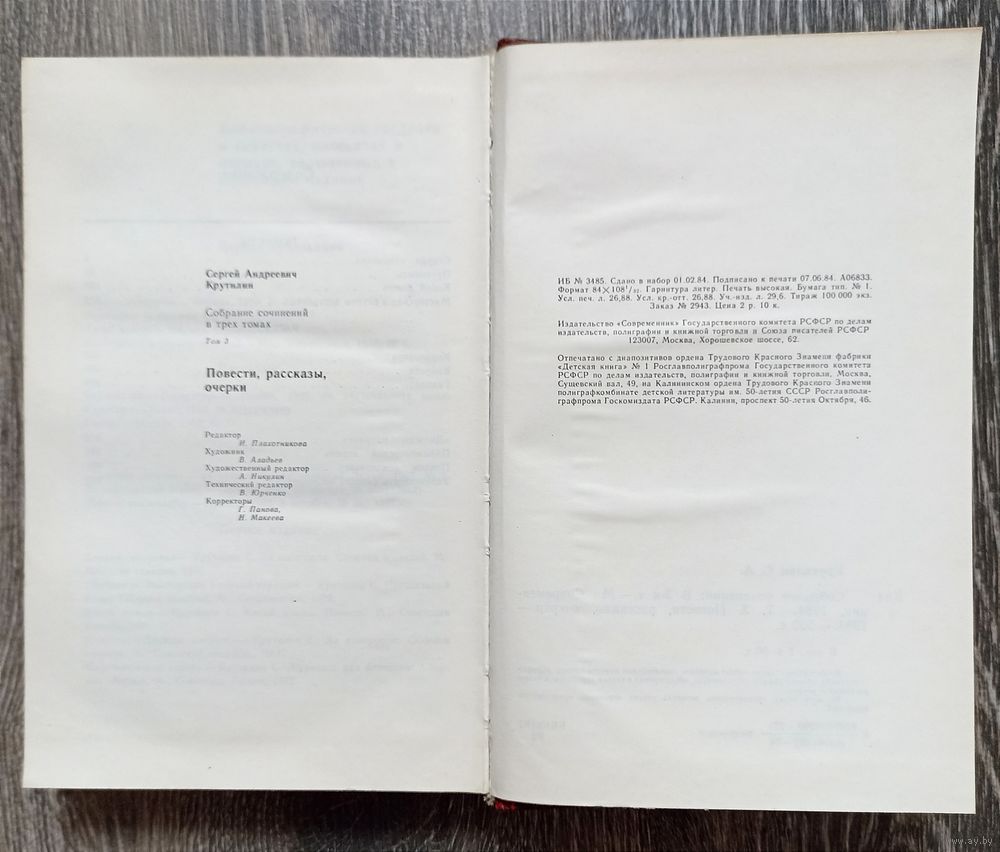 Сергей Андреевич
Крутилин
Собрание сочинений
в трех томах
Том 3
Повести, рассказы,
очерки
Редактор
И. Плахотникова
Художник
В. Аладьев
Художественный редактор
А. Никулин
Технический редактор
В. Юрченко
Корректоры
Г. Панова,
Н. Макеева
ИБ № 3485. Сдано в набор 01.02.84. Подписано к печати 07.06.84. А06833.
Формат 84×108¹/₃₂. Гарнитура литер. Печать высокая. Бумага тип. № 1.
Усл. печ. л. 26,88. Усл. кр.-отт. 26,88. Уч.-изд. л. 29,6. Тираж 100 000 экз.
Заказ № 2943. Цена 2 р. 10 к.
Издательство «Современник» Государственного комитета РСФСР по делам
издательств, полиграфии и книжной торговли и Союза писателей РСФСР
123007, Москва, Хорошевское шоссе, 62.
Отпечатано с диапозитивов ордена Трудового Красного Знамени фабрики
«Детская книга» № 1 Росглавполиграфпрома Государственного комитета
РСФСР по делам издательств, полиграфии и книжной торговли, Москва,
Сущевский вал, 49, на Калининском ордена Трудового Красного Знамени
полиграфкомбинате детской литературы им. 50-летия СССР Росглавполи-
графпрома Госкомиздата РСФСР. Калинин, проспект 50-летия Октября, 46.
www.ay.by